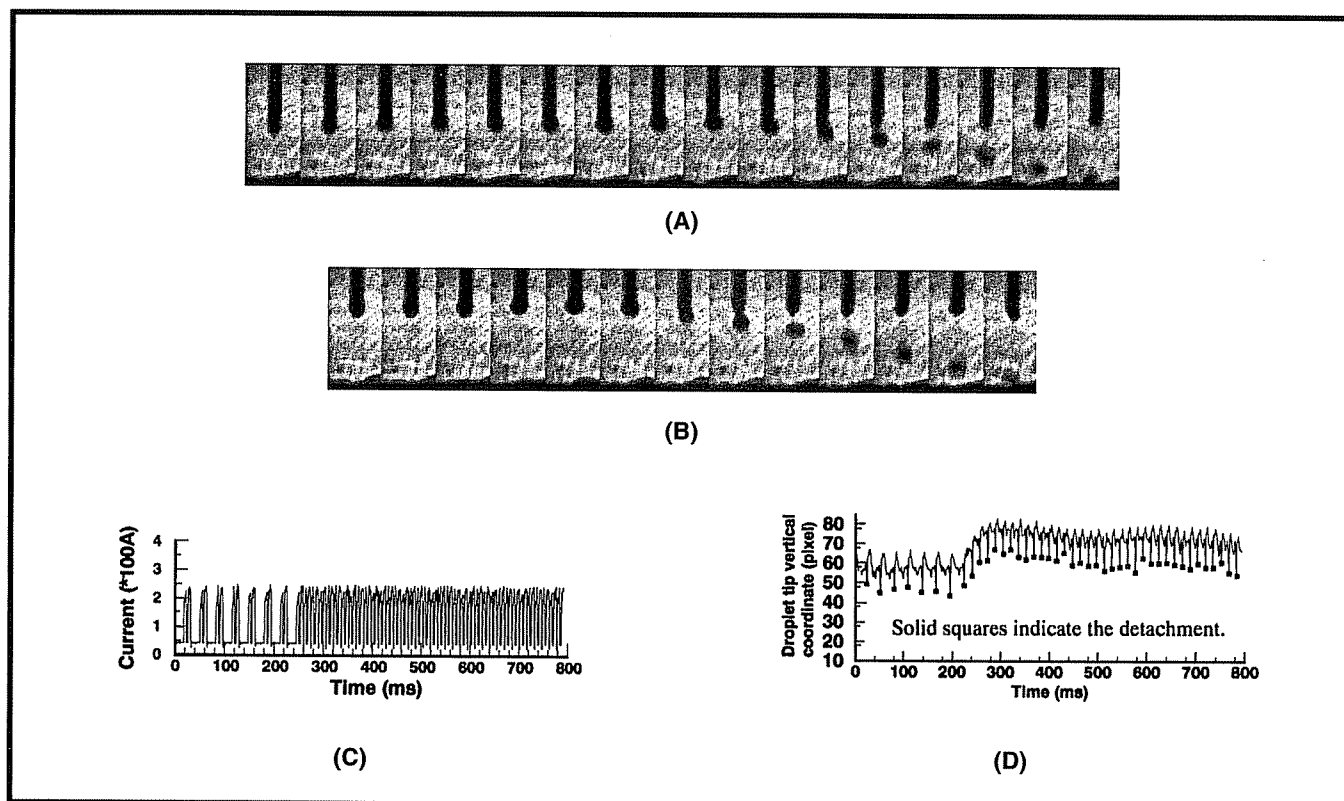 (A)
(B)
Current (*100A)
4
3
2
1
0
0 100 200 300 400 500 600 700 800
Time (ms)
(C)
Droplet tip vertical
coordinate (pixel)
80
70
60
50
40
30
20
10
Solid squares indicate the detachment.
0 100 200 300 400 500 600 700 800
Time (ms)
(D)